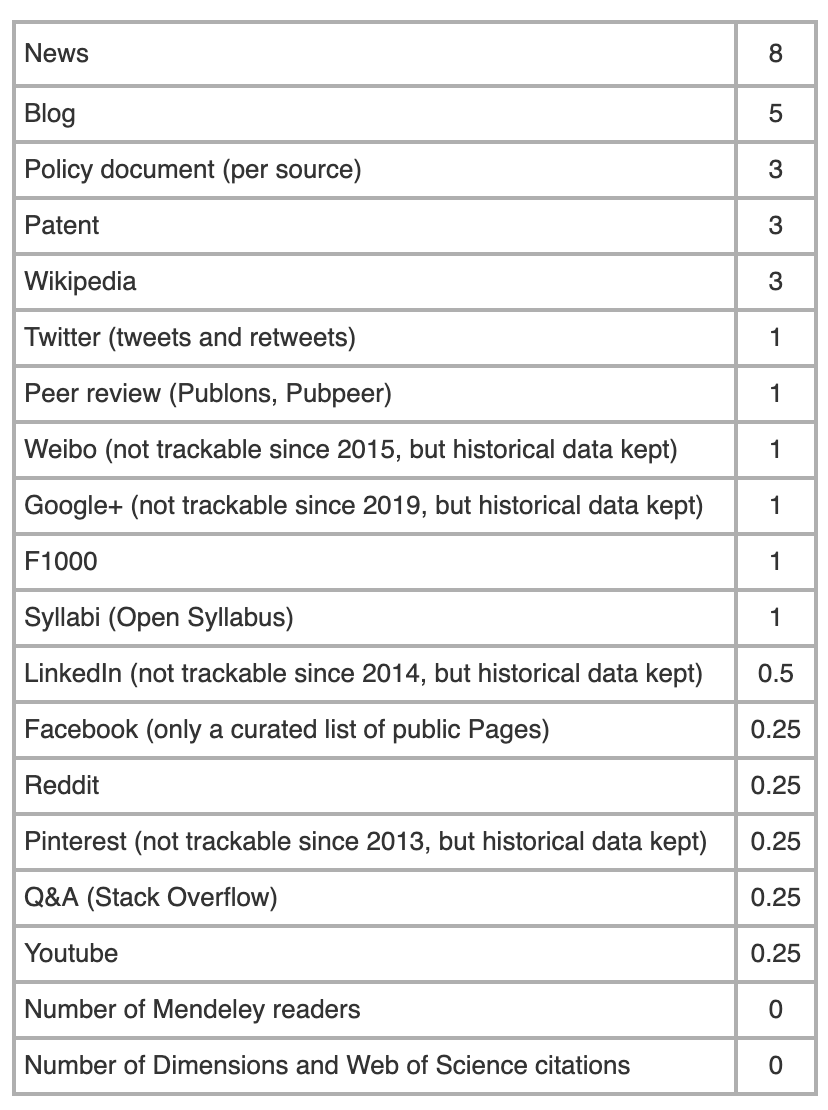 News 8
Blog 5
Policy document (per source) 3
Patent 3
Wikipedia 3
Twitter (tweets and retweets) 1
Peer review (Publons, Pubpeer) 1
Weibo (not trackable since 2015, but historical data kept) 1
Google+ (not trackable since 2019, but historical data kept) 1
F1000 1
Syllabi (Open Syllabus) 1
LinkedIn (not trackable since 2014, but historical data kept) 0.5
Facebook (only a curated list of public Pages) 0.25
Reddit 0.25
Pinterest (not trackable since 2013, but historical data kept) 0.25
Q&A (Stack Overflow) 0.25
Youtube 0.25
Number of Mendeley readers 0
Number of Dimensions and Web of Science citations 0